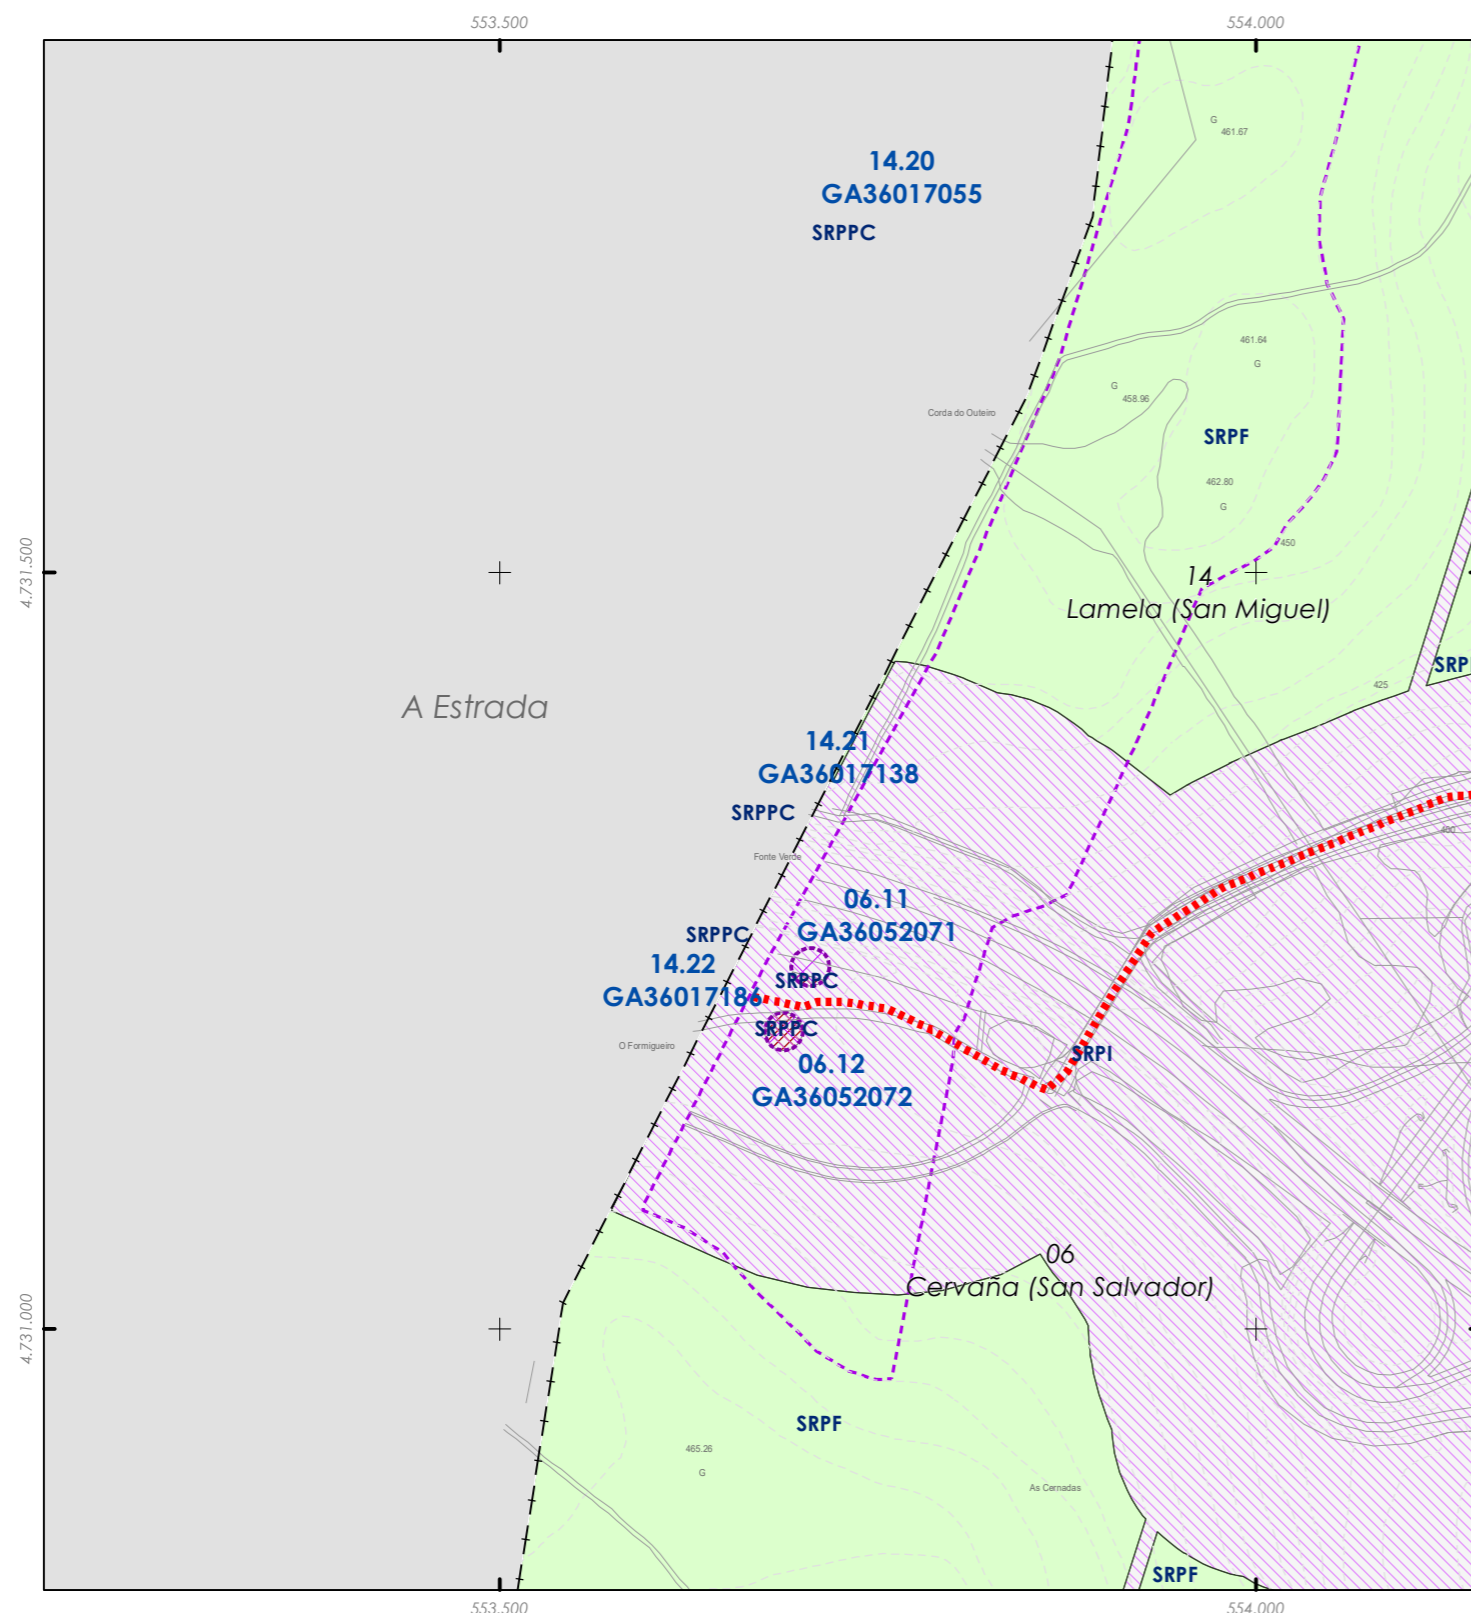 553.500
554.000
G
461.67
14.20
GA36017055
SRPPC
461.64
G
G
458.96
Corda do Outeiro
SRPF
462.80
G
450
4.731.500
14
Lamela (San Miguel)
SRP
425
A Estrada
14.21
GA36017138
SRPPC
400
Fonte Verde
06.11
GA36052071
SRPPC
14.22
GA36017186
SRPPC
SRPPC
O Formigueiro
SRPI
06.12
GA36052072
06
Cervaña (San Salvador)
4.731.000
SRPF
465.26
G
As Cernadas
SRPF
553.500
554.000